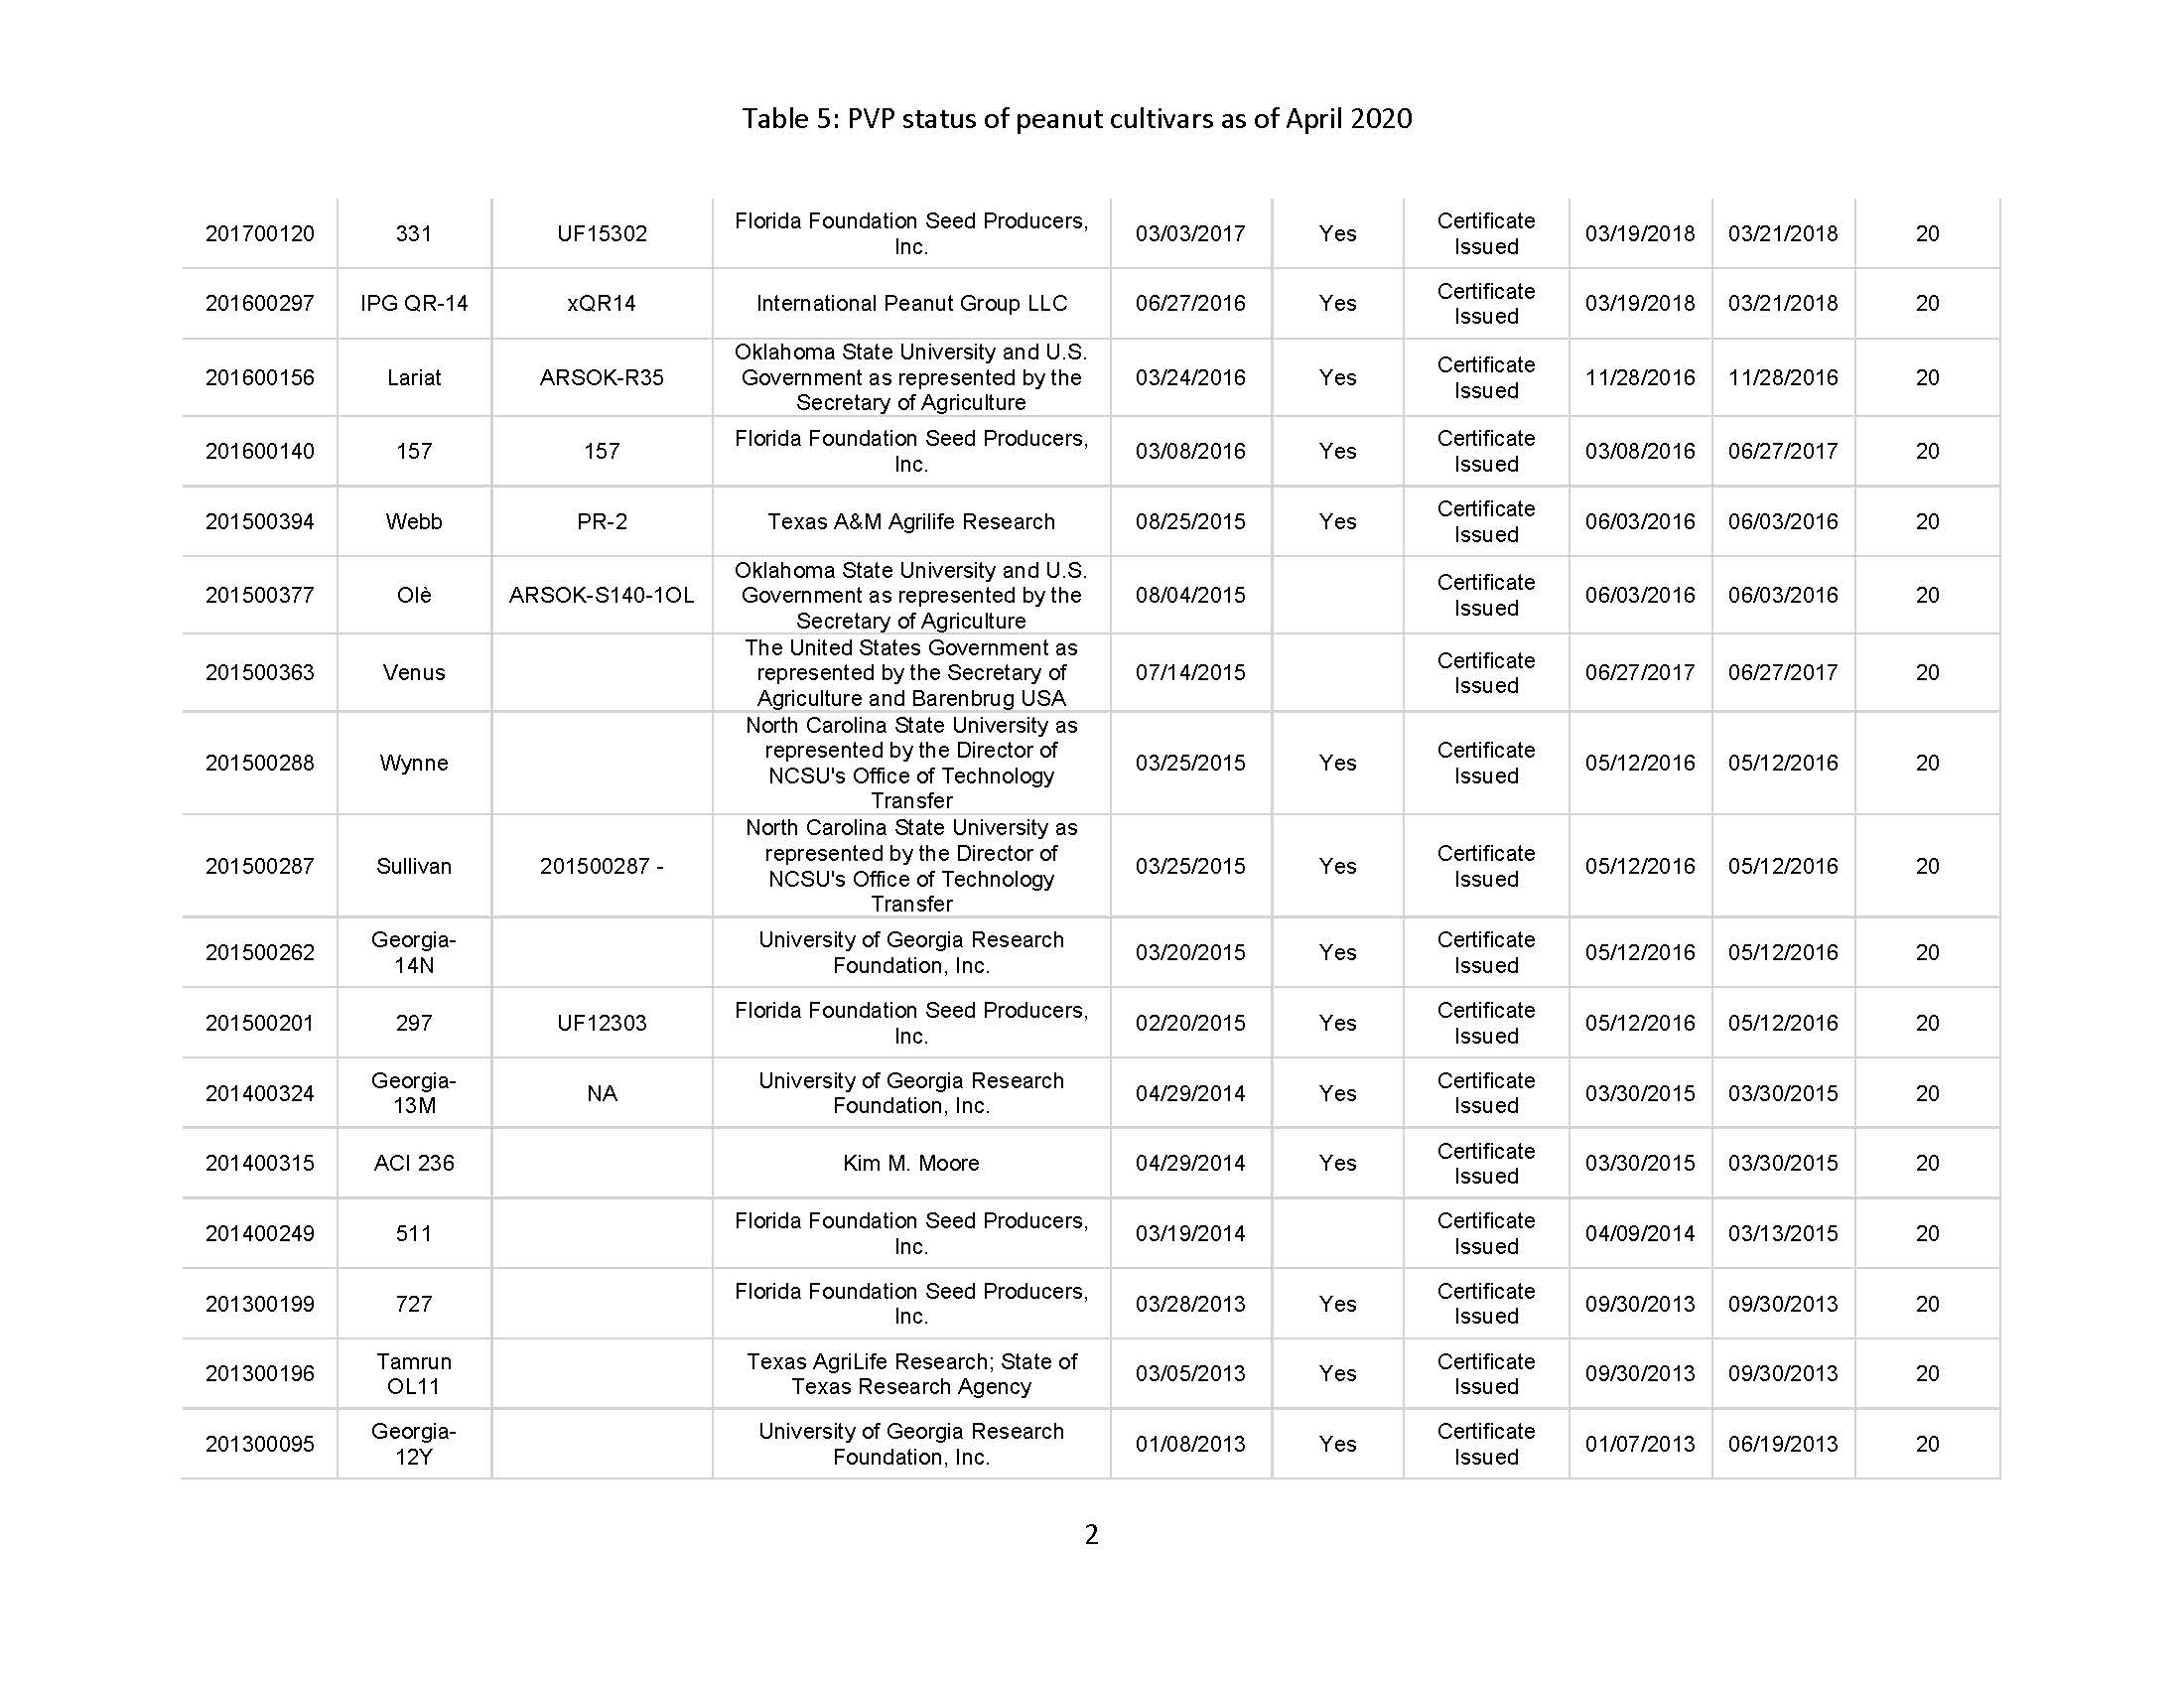 Table 5: PVP status of peanut cultivars as of April 2020
201700120 331 UF15302 Florida Foundation Seed Producers, Inc. 03/03/2017 Yes Certificate Issued 03/19/2018 03/21/2018 20
201600297 IPG QR-14 xQR14 International Peanut Group LLC 06/27/2016 Yes Certificate Issued 03/19/2018 03/21/2018 20
201600156 Lariat ARSOK-R35 Oklahoma State University and U.S. Government as represented by the Secretary of Agriculture 03/24/2016 Yes Certificate Issued 11/28/2016 11/28/2016 20
201600140 157 157 Florida Foundation Seed Producers, Inc. 03/08/2016 Yes Certificate Issued 03/08/2016 06/27/2017 20
201500394 Webb PR-2 Texas A&M Agrilife Research 08/25/2015 Yes Certificate Issued 06/03/2016 06/03/2016 20
201500377 Olè ARSOK-S140-1OL Oklahoma State University and U.S. Government as represented by the Secretary of Agriculture 08/04/2015 Certificate Issued 06/03/2016 06/03/2016 20
201500363 Venus The United States Government as represented by the Secretary of Agriculture and Barenbrug USA 07/14/2015 Certificate Issued 06/27/2017 06/27/2017 20
201500288 Wynne North Carolina State University as represented by the Director of NCSU's Office of Technology Transfer 03/25/2015 Yes Certificate Issued 05/12/2016 05/12/2016 20
201500287 Sullivan 201500287 - North Carolina State University as represented by the Director of NCSU's Office of Technology Transfer 03/25/2015 Yes Certificate Issued 05/12/2016 05/12/2016 20
201500262 Georgia-14N University of Georgia Research Foundation, Inc. 03/20/2015 Yes Certificate Issued 05/12/2016 05/12/2016 20
201500201 297 UF12303 Florida Foundation Seed Producers, Inc. 02/20/2015 Yes Certificate Issued 05/12/2016 05/12/2016 20
201400324 Georgia-13M NA University of Georgia Research Foundation, Inc. 04/29/2014 Yes Certificate Issued 03/30/2015 03/30/2015 20
201400315 ACI 236 Kim M. Moore 04/29/2014 Yes Certificate Issued 03/30/2015 03/30/2015 20
201400249 511 Florida Foundation Seed Producers, Inc. 03/19/2014 Certificate Issued 04/09/2014 03/13/2015 20
201300199 727 Florida Foundation Seed Producers, Inc. 03/28/2013 Yes Certificate Issued 09/30/2013 09/30/2013 20
201300196 Tamrun OL11 Texas AgriLife Research; State of Texas Research Agency 03/05/2013 Yes Certificate Issued 09/30/2013 09/30/2013 20
201300095 Georgia-12Y University of Georgia Research Foundation, Inc. 01/08/2013 Yes Certificate Issued 01/07/2013 06/19/2013 20
2